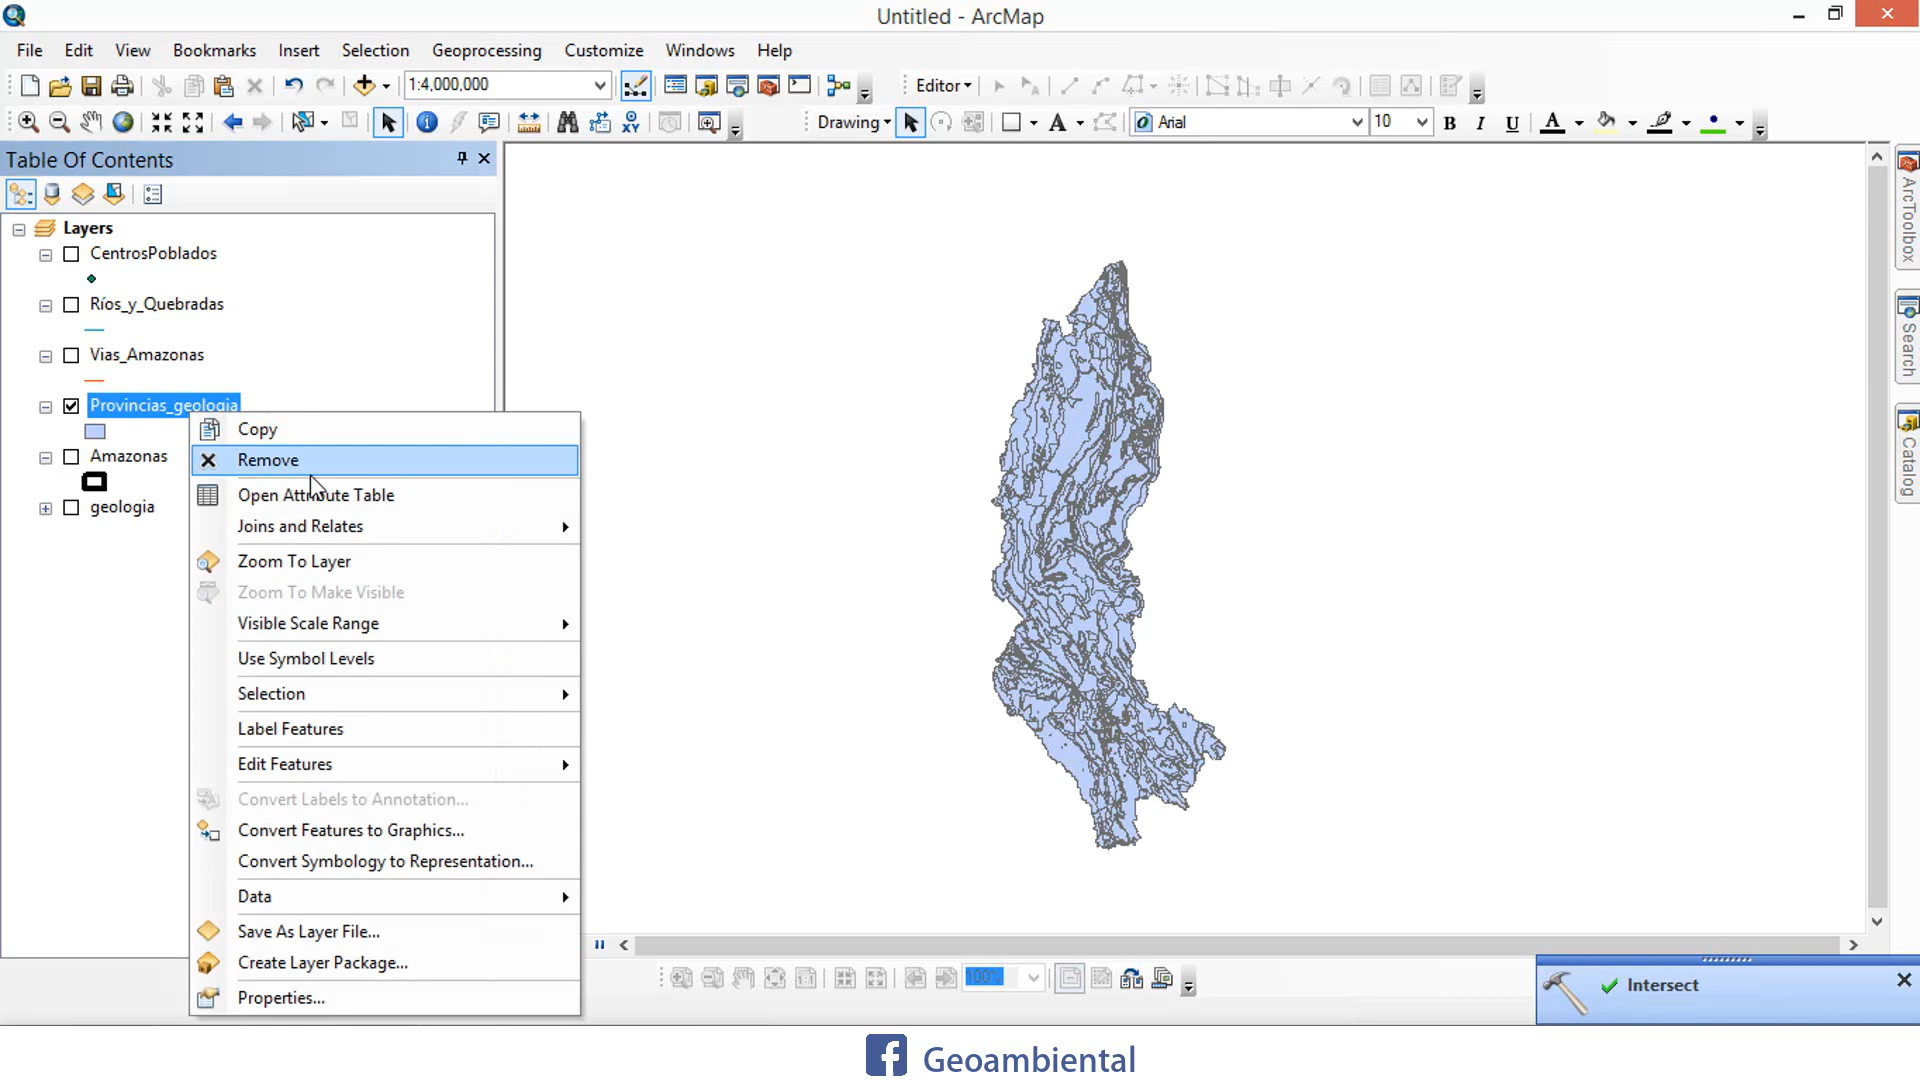 Untitled - ArcMap
File Edit View Bookmarks Insert Selection Geoprocessing Customize Windows Help
1:4,000,000 Editor
Drawing A Arial 10 B I U A
Table Of Contents
Layers
CentrosPoblados
Ríos_y_Quebradas
Vias_Amazonas
Provincias_geologia
Amazonas
geologia
Copy
Remove
Open Attribute Table
Joins and Relates
Zoom To Layer
Zoom To Make Visible
Visible Scale Range
Use Symbol Levels
Selection
Label Features
Edit Features
Convert Labels to Annotation...
Convert Features to Graphics...
Convert Symbology to Representation...
Data
Save As Layer File...
Create Layer Package...
Properties...
100%
Intersect
ArcToolbox
Search
Catalog
Geoambiental